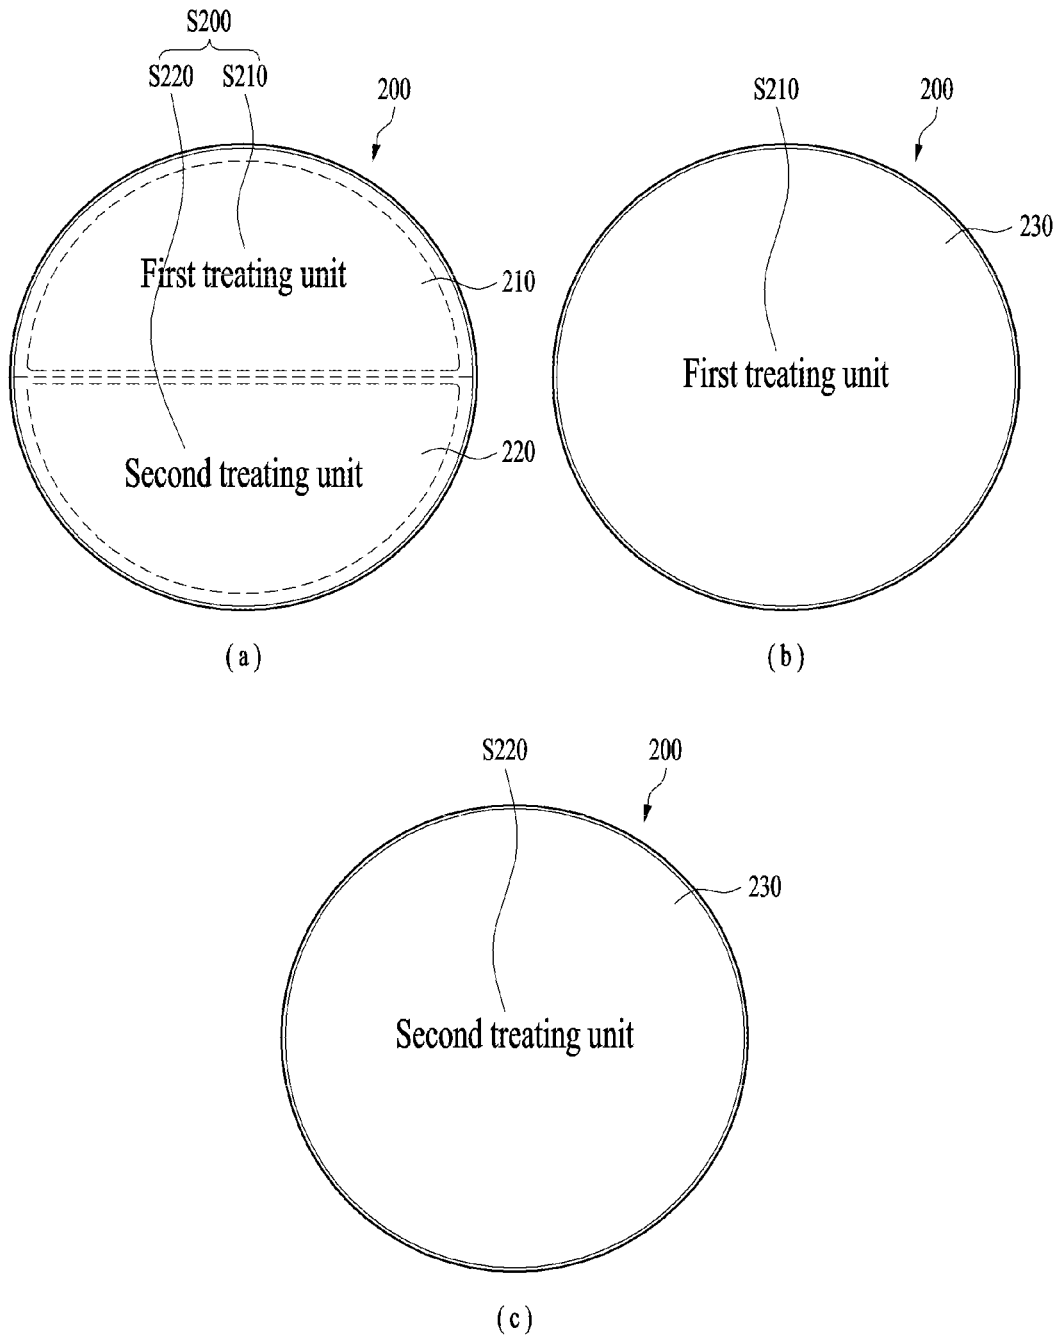 S200
S220 S210
200
First treating unit
210
Second treating unit
220
(a)
S210
200
230
First treating unit
(b)
S220
200
230
Second treating unit
(c)